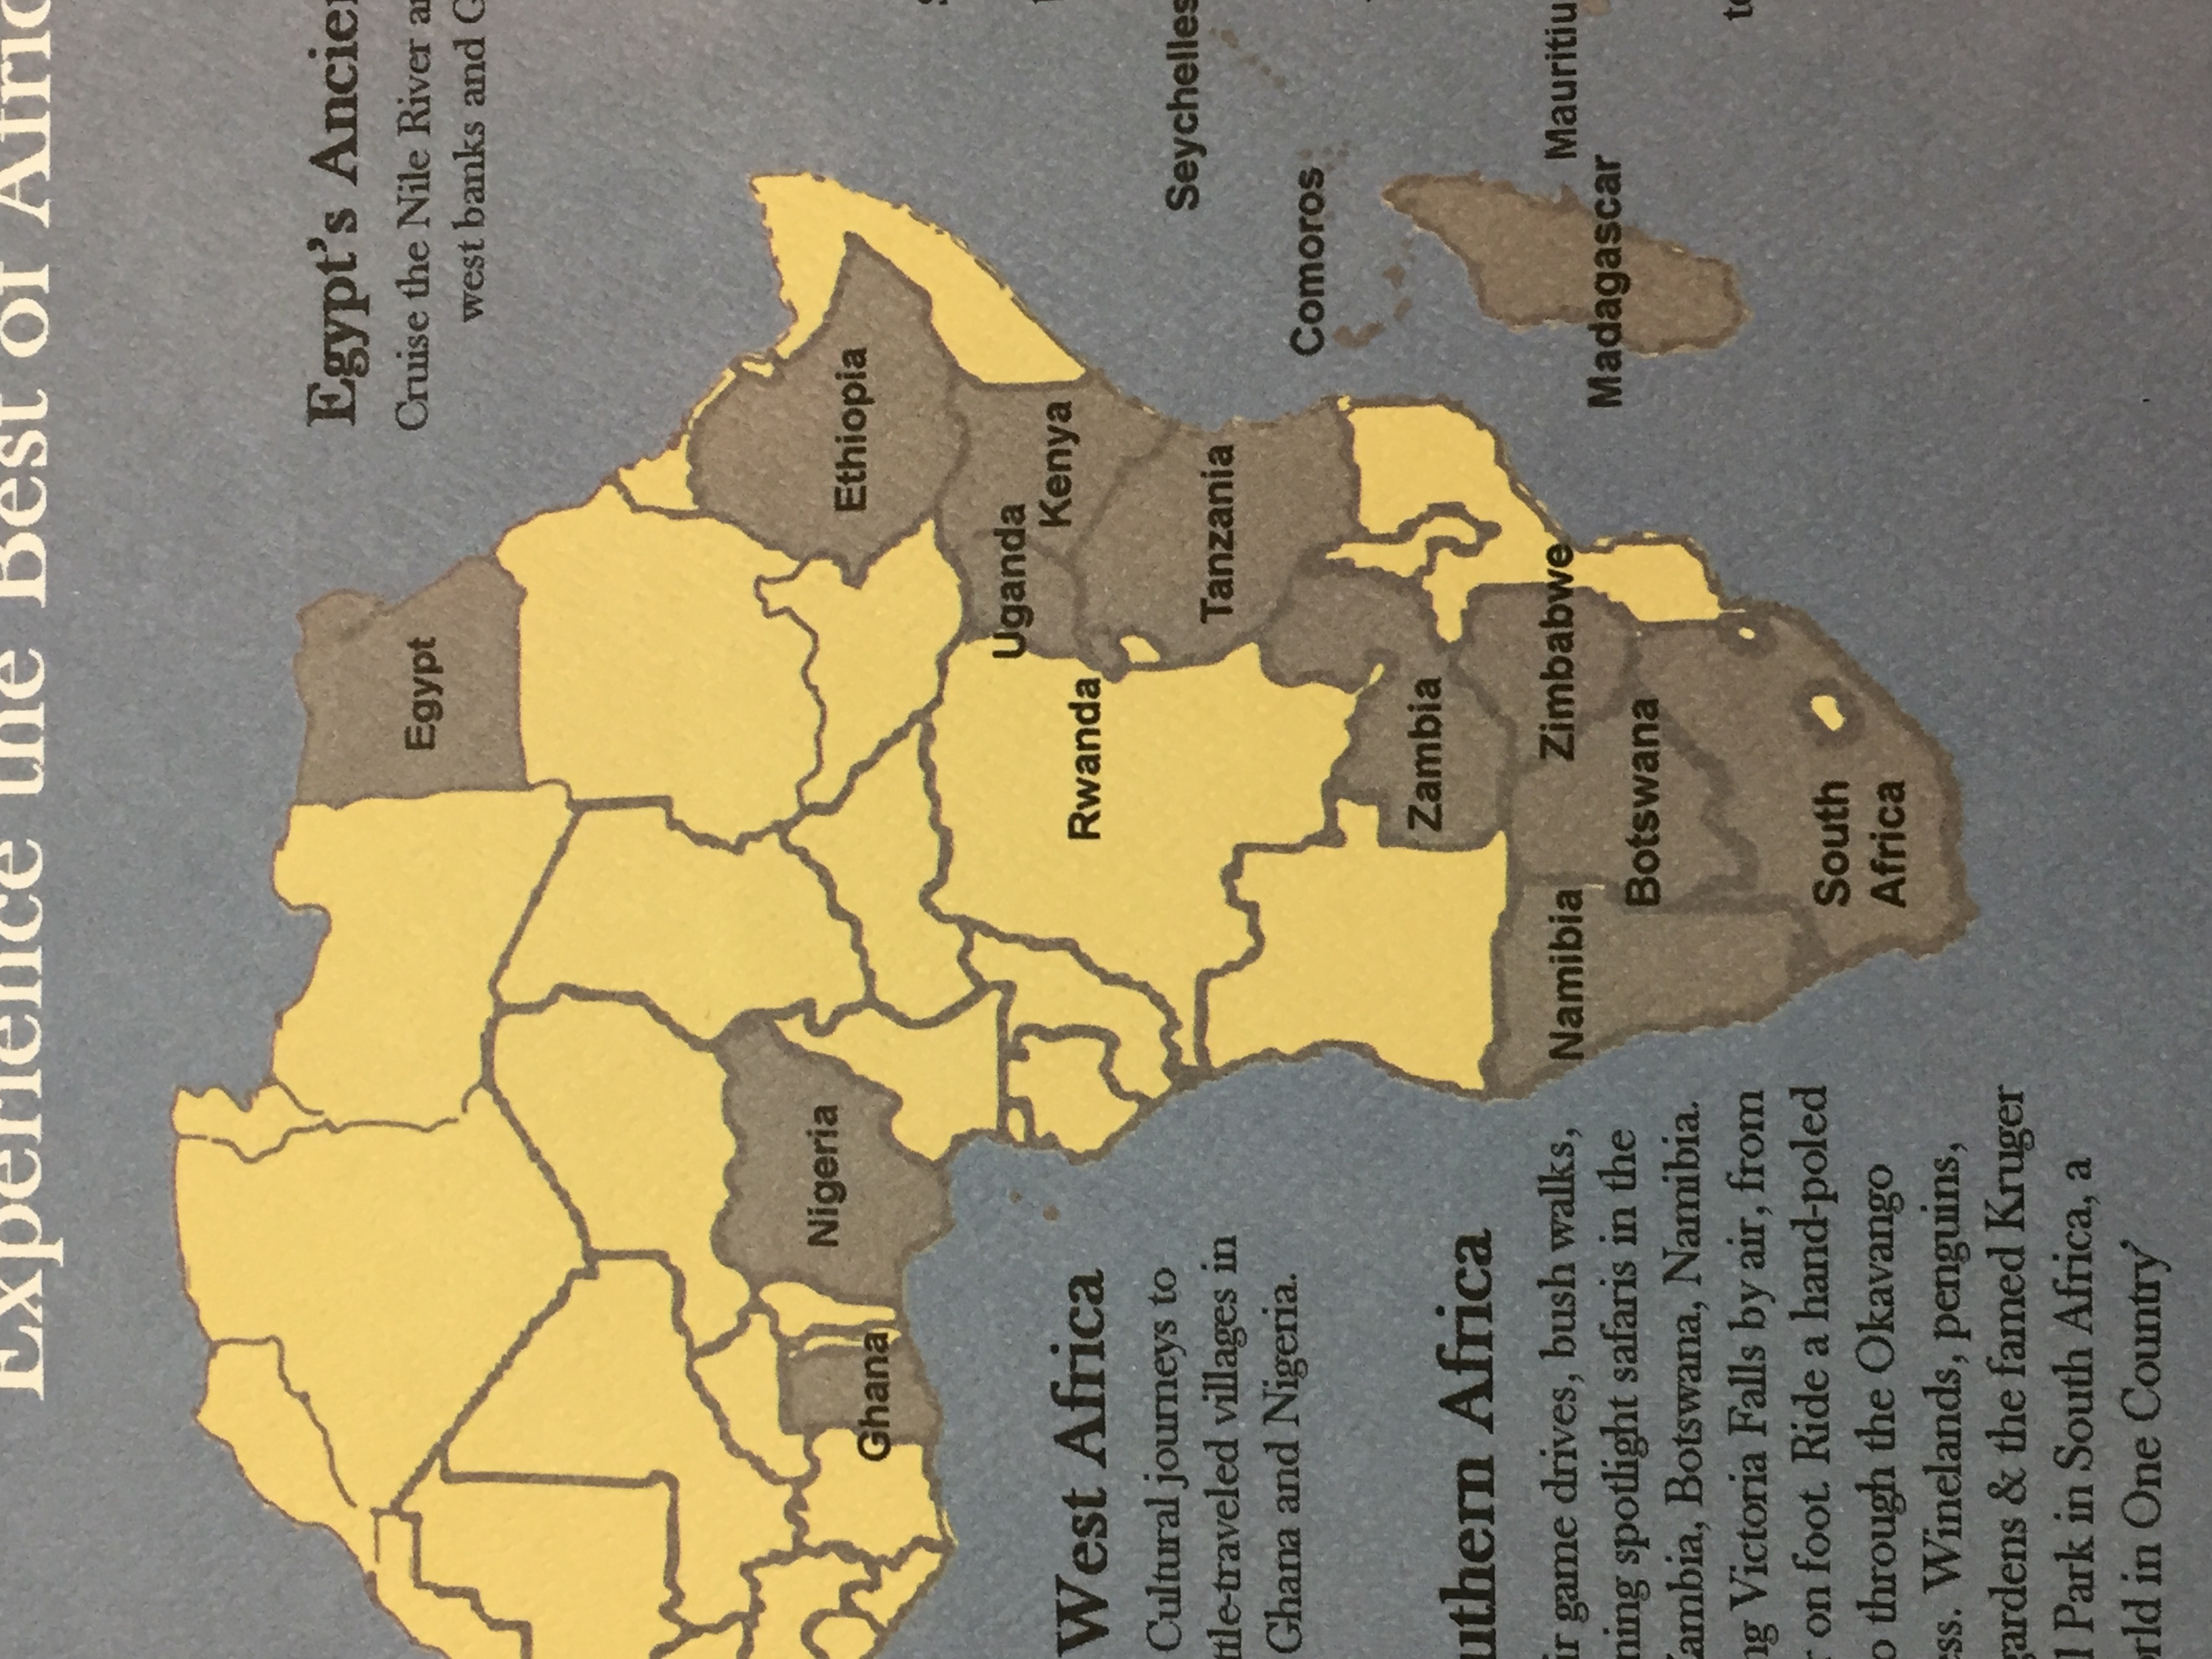 Experience the Best of Afric
Egypt's Ancie
Cruise the Nile River a
west banks and G
Egypt
Nigeria
Ghana
Ethiopia
Uganda
Kenya
Rwanda
Tanzania
Seychelles
Comoros
Zambia
Namibia
Zimbabwe
Botswana
Madagascar
Mauritiu
South
Africa
West Africa
Cultural journeys to
ttle-traveled villages in
Ghana and Nigeria.
uthern Africa
ir game drives, bush walks,
ning spotlight safaris in the
Zambia, Botswana, Namibia.
ng Victoria Falls by air, from
r on foot. Ride a hand-poled
o through the Okavango
ess. Winelands, penguins,
gardens & the famed Kruger
l Park in South Africa, a
orld in One Country'